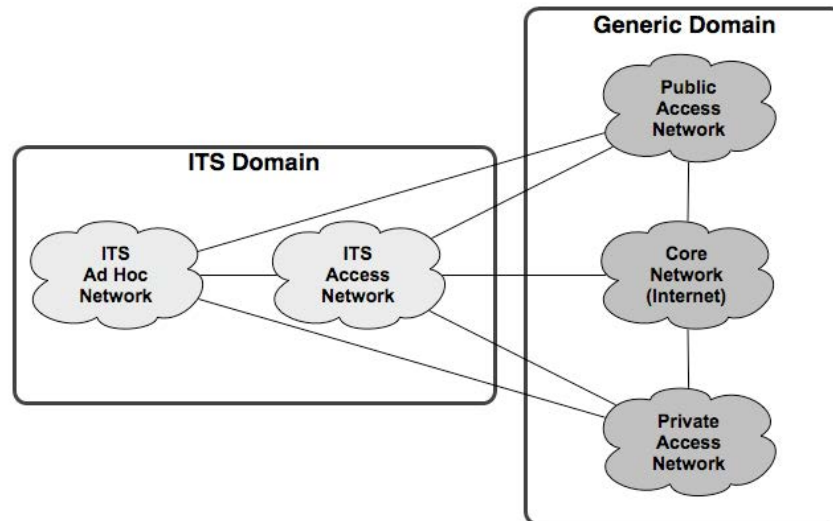 Generic Domain
Public
Access
Network
ITS Domain
ITS
Ad Hoc
Network
ITS
Access
Network
Core
Network
(Internet)
Private
Access
Network